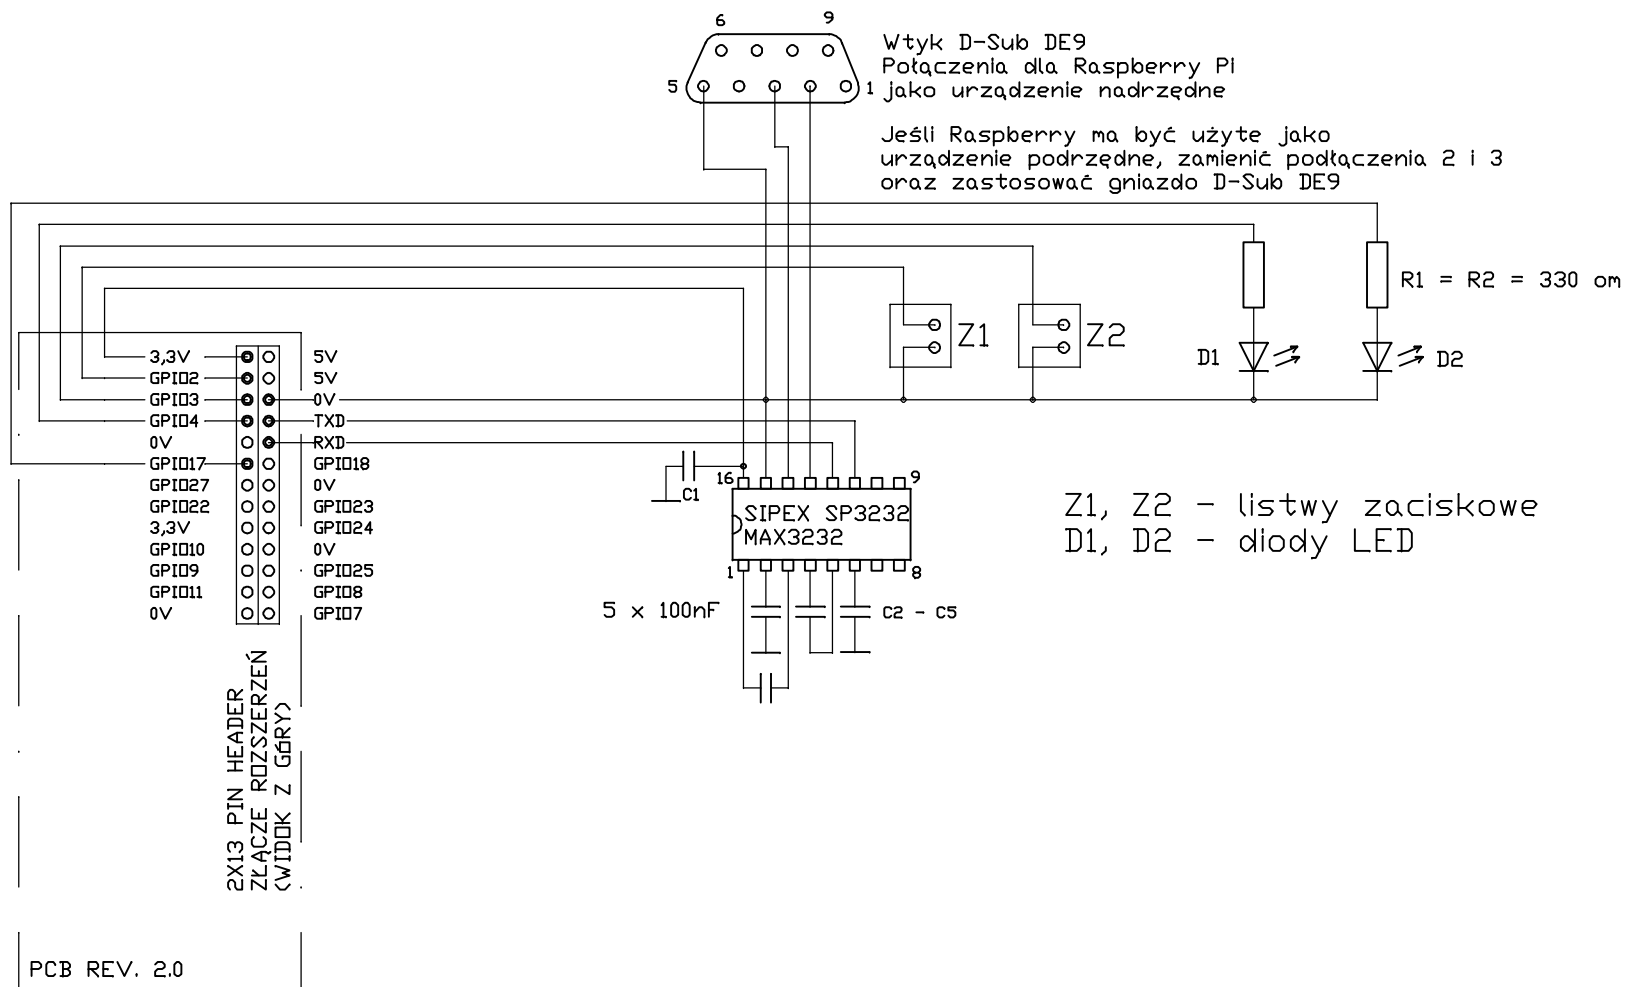 6 9
5 1
Wtyk D-Sub DE9
Połączenia dla Raspberry Pi
jako urządzenie nadrzędne
Jeśli Raspberry ma być użyte jako
urządzenie podrzędne, zamienić podłączenia 2 i 3
oraz zastosować gniazdo D-Sub DE9
R1 = R2 = 330 om
Z1 Z2
D1 D2
3,3V 5V
GPIO2 5V
GPIO3 0V
GPIO4 TXD
0V RXD
GPIO17 GPIO18
GPIO27 0V
GPIO22 GPIO23
3,3V GPIO24
GPIO10 0V
GPIO9 GPIO25
GPIO11 GPIO8
0V GPIO7
C1
16 9
SIPEX SP3232
MAX3232
1 8
5 x 100nF
C2 - C5
Z1, Z2 - listwy zaciskowe
D1, D2 - diody LED
2X13 PIN HEADER
ZŁĄCZE ROZSZERZEŃ
(WIDOK Z GÓRY)
PCB REV. 2.0